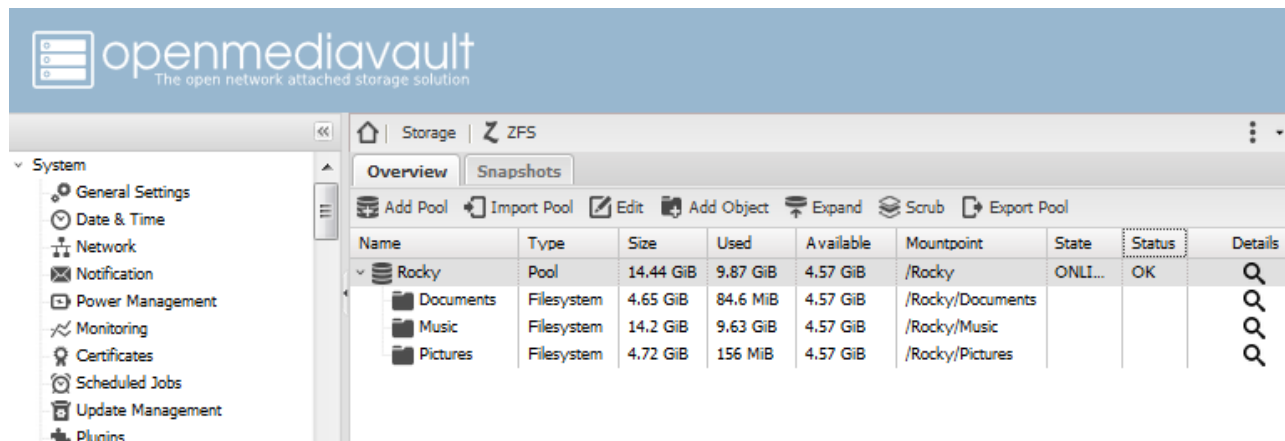 openmediavault
The open network attached storage solution
Storage | ZFS
System
General Settings
Date & Time
Network
Notification
Power Management
Monitoring
Certificates
Scheduled Jobs
Update Management
Plugins
Overview Snapshots
Add Pool Import Pool Edit Add Object Expand Scrub Export Pool
Name Type Size Used Available Mountpoint State Status Details
Rocky Pool 14.44 GiB 9.87 GiB 4.57 GiB /Rocky ONLI... OK
Documents Filesystem 4.65 GiB 84.6 MiB 4.57 GiB /Rocky/Documents
Music Filesystem 14.2 GiB 9.63 GiB 4.57 GiB /Rocky/Music
Pictures Filesystem 4.72 GiB 156 MiB 4.57 GiB /Rocky/Pictures